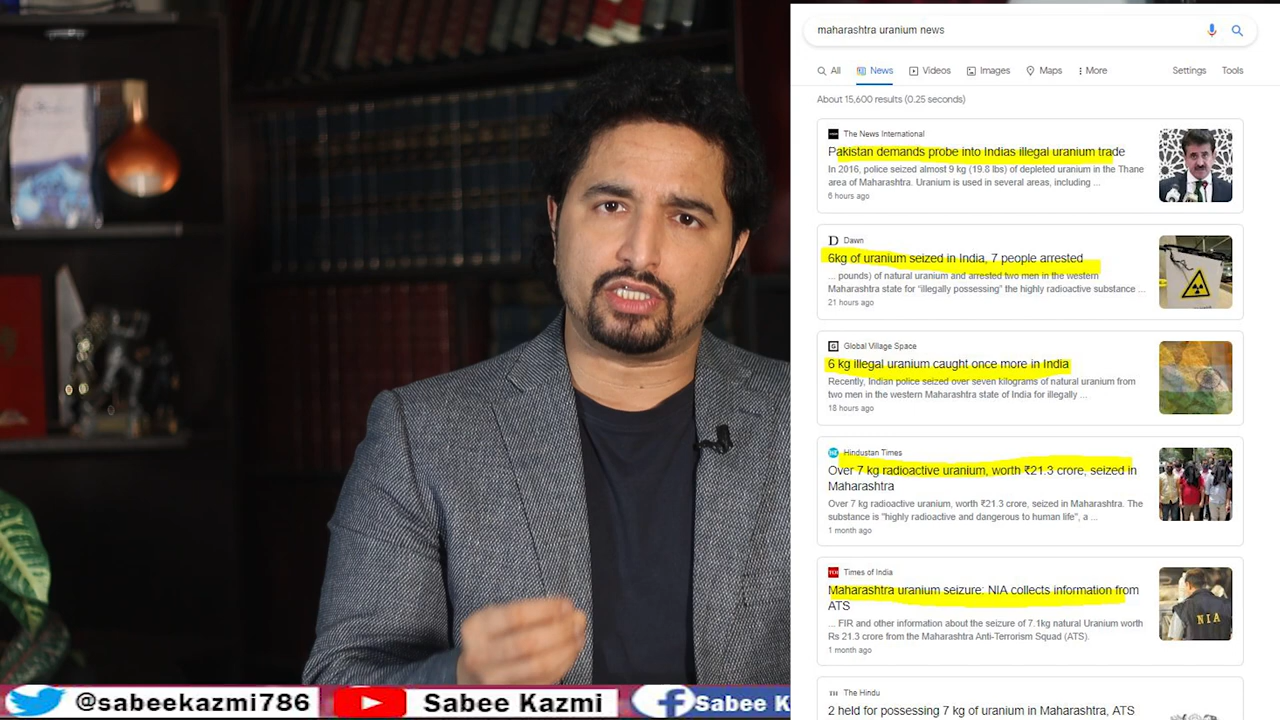 maharashtra uranium news
All News Videos Images Maps More Settings Tools
About 15,600 results (0.25 seconds)
The News International
Pakistan demands probe into Indias illegal uranium trade
In 2016, police seized almost 9 kg (19.8 lbs) of depleted uranium in the Thane
area of Maharashtra. Uranium is used in several areas, including ...
6 hours ago
D Dawn
6kg of uranium seized in India, 7 people arrested
... pounds) of natural uranium and arrested two men in the western
Maharashtra state for "illegally possessing" the highly radioactive substance ...
21 hours ago
G Global Village Space
6 kg illegal uranium caught once more in India
Recently, Indian police seized over seven kilograms of natural uranium from
two men in the western Maharashtra state of India for illegally ...
18 hours ago
Hindustan Times
Over 7 kg radioactive uranium, worth ₹21.3 crore, seized in
Maharashtra
Over 7 kg radioactive uranium, worth ₹21.3 crore, seized in Maharashtra. The
substance is "highly radioactive and dangerous to human life", a ...
1 month ago
Times of India
Maharashtra uranium seizure: NIA collects information from
ATS
... FIR and other information about the seizure of 7.1kg natural Uranium worth
Rs 21.3 crore from the Maharashtra Anti-Terrorism Squad (ATS).
1 month ago
NIA
TH The Hindu
2 held for possessing 7 kg of uranium in Maharashtra, ATS
@sabeekazmi786 Sabee Kazmi Sabee K